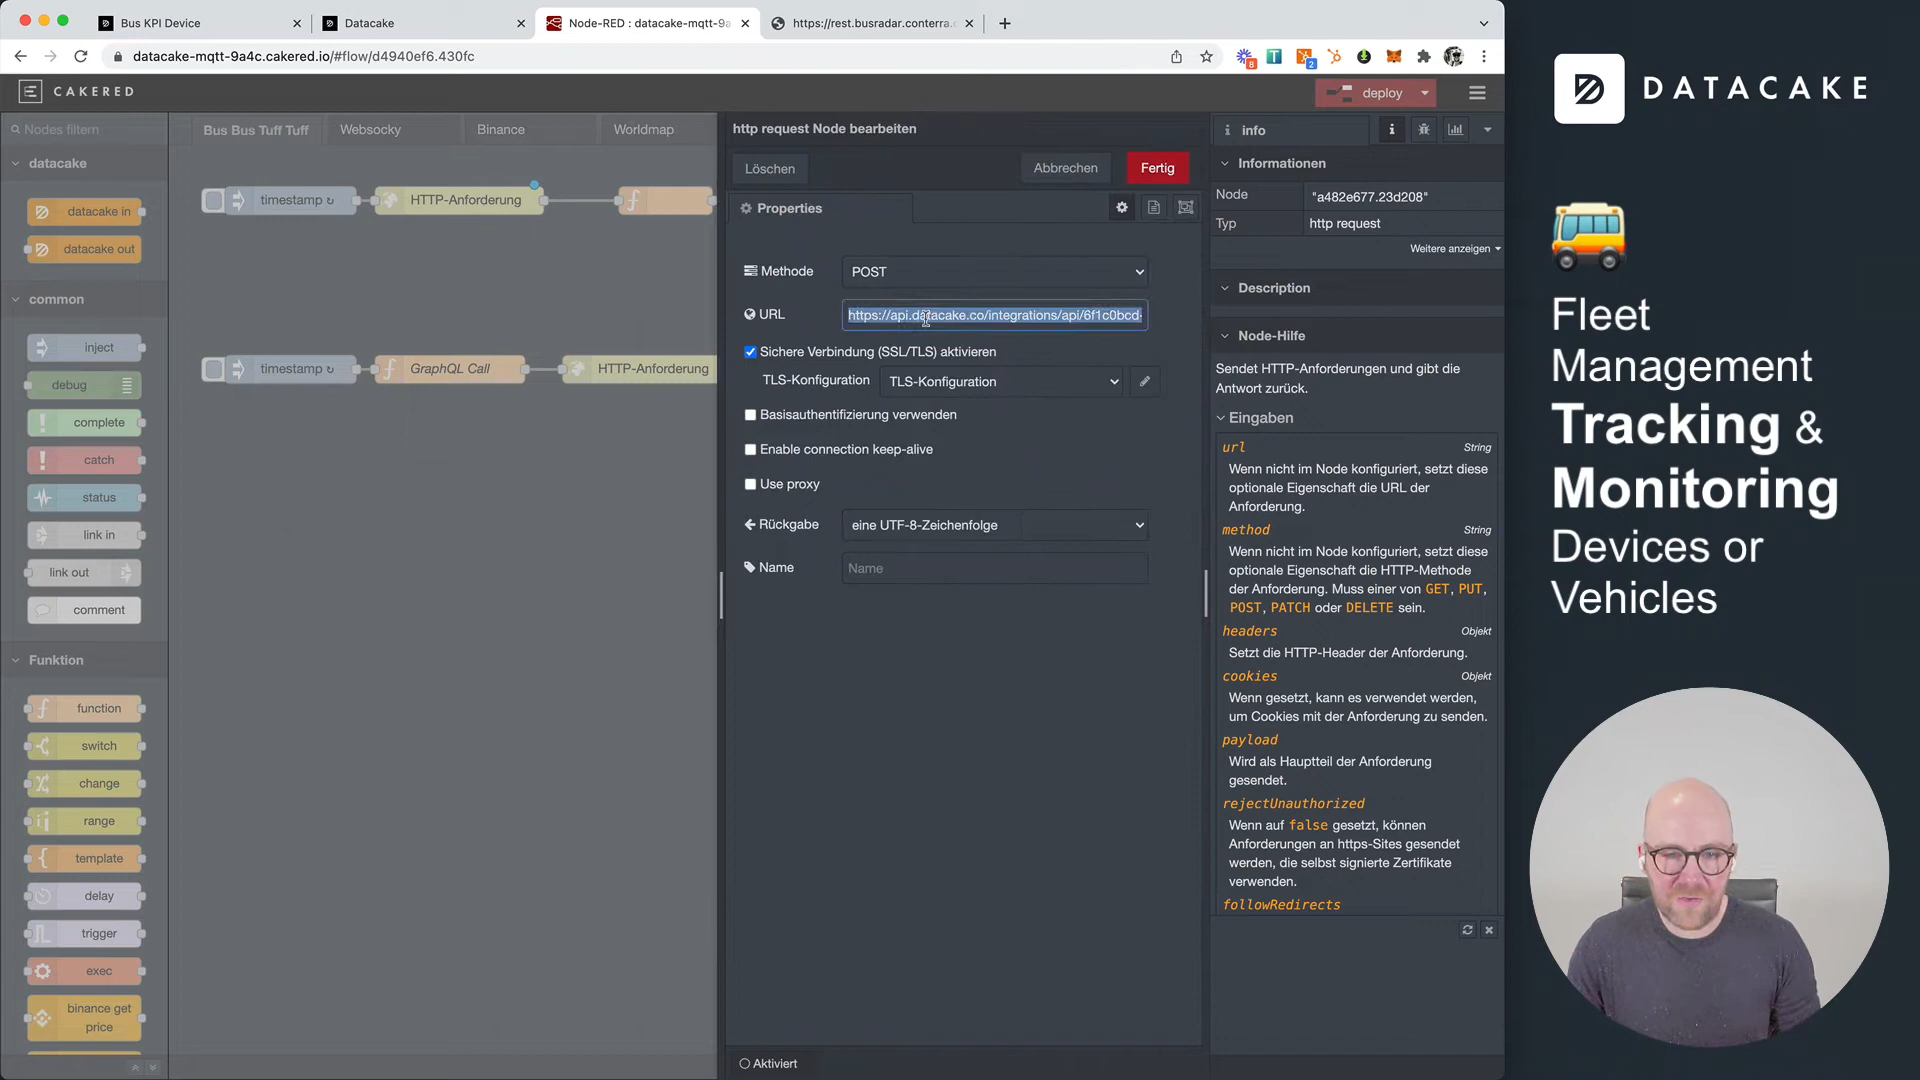 Bus KPI Device
Datacake
Node-RED : datacake-mqtt-9a
https://rest.busradar.conterra.
datacake-mqtt-9a4c.cakered.io/#flow/d4940ef6.430fc
8
2
CAKERED
deploy
Nodes filtern
Bus Bus Tuff Tuff
Websocky
Binance
Worldmap
datacake
datacake in
datacake out
common
inject
debug
complete
catch
status
link in
link out
comment
Funktion
function
switch
change
range
template
delay
trigger
exec
binance get
price
timestamp ↻
HTTP-Anforderung
timestamp ↻
GraphQL Call
HTTP-Anforderung
http request Node bearbeiten
Löschen
Abbrechen
Fertig
Properties
Methode
POST
URL
https://api.datacake.co/integrations/api/6f1c0bcd-
Sichere Verbindung (SSL/TLS) aktivieren
TLS-Konfiguration
TLS-Konfiguration
Basisauthentifizierung verwenden
Enable connection keep-alive
Use proxy
Rückgabe
eine UTF-8-Zeichenfolge
Name
Name
Aktiviert
info
Informationen
Node
"a482e677.23d208"
Typ
http request
Weitere anzeigen
Description
Node-Hilfe
Sendet HTTP-Anforderungen und gibt die
Antwort zurück.
Eingaben
url
String
Wenn nicht im Node konfiguriert, setzt diese
optionale Eigenschaft die URL der
Anforderung.
method
String
Wenn nicht im Node konfiguriert, setzt diese
optionale Eigenschaft die HTTP-Methode
der Anforderung. Muss einer von GET, PUT,
POST, PATCH oder DELETE sein.
headers
Objekt
Setzt die HTTP-Header der Anforderung.
cookies
Objekt
Wenn gesetzt, kann es verwendet werden,
um Cookies mit der Anforderung zu senden.
payload
Wird als Hauptteil der Anforderung
gesendet.
rejectUnauthorized
Wenn auf false gesetzt, können
Anforderungen an https-Sites gesendet
werden, die selbst signierte Zertifikate
verwenden.
followRedirects
DATACAKE
Fleet
Management
Tracking &
Monitoring
Devices or
Vehicles